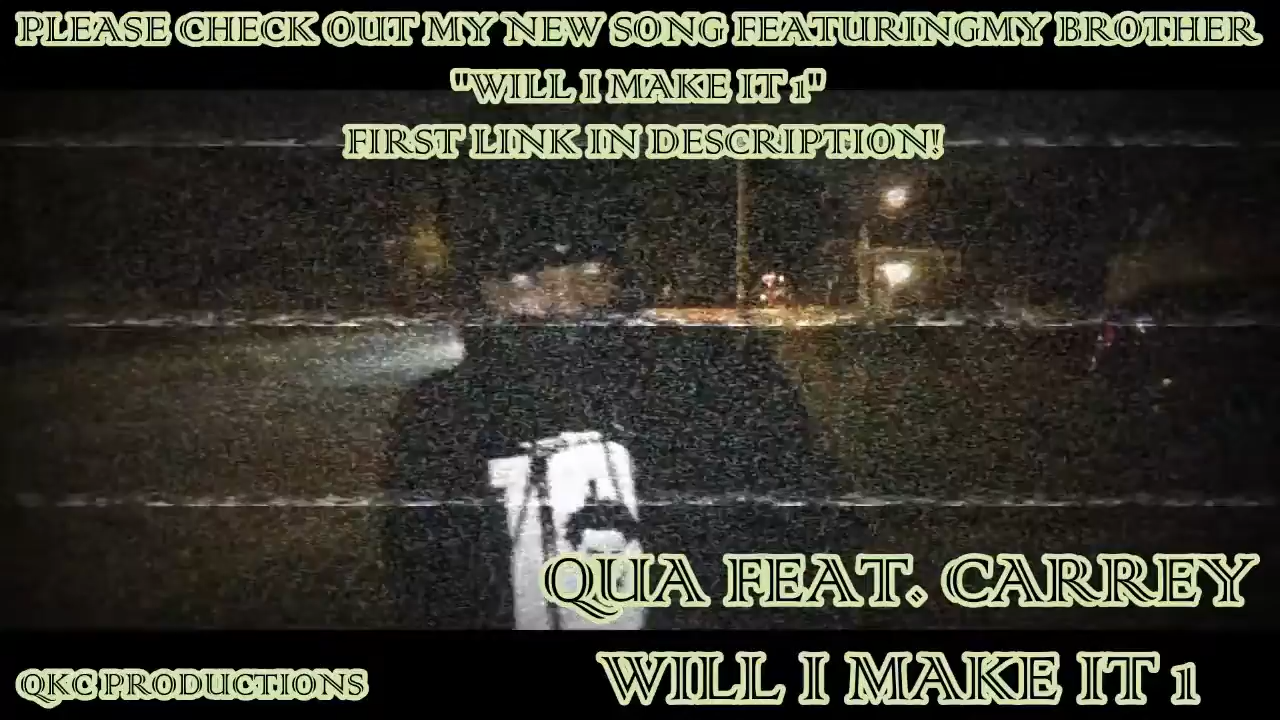 PLEASE CHECK OUT MY NEW SONG FEATURINGMY BROTHER
"WILL I MAKE IT 1"
FIRST LINK IN DESCRIPTION!
QUA FEAT. CARREY
WILL I MAKE IT 1
QKC PRODUCTIONS